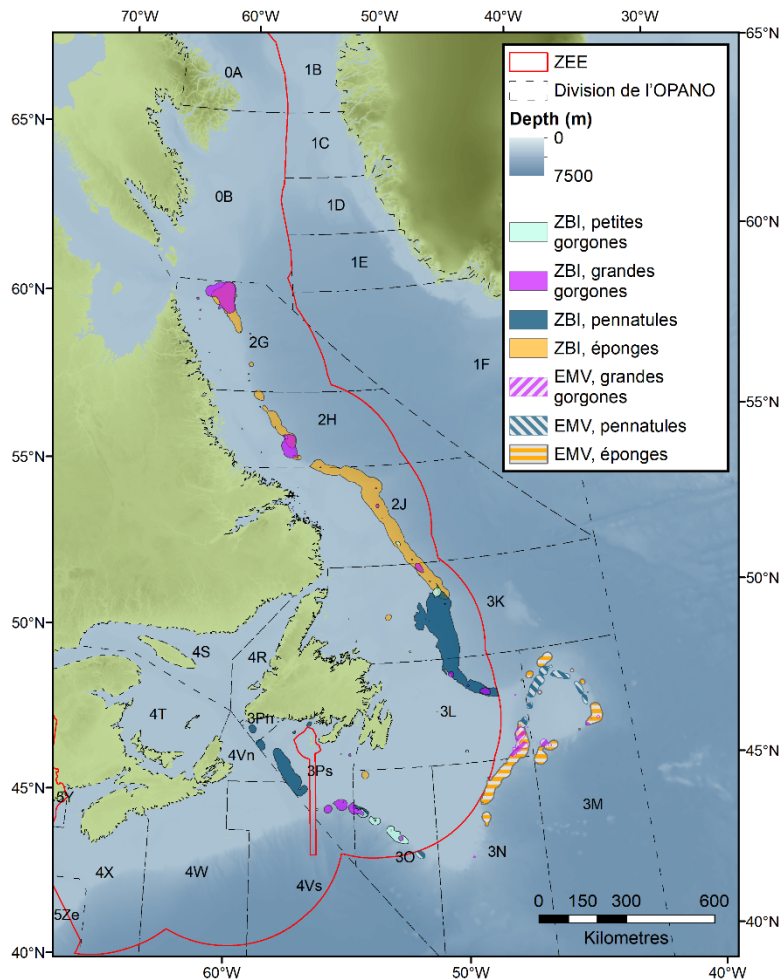 70°W 60°W 50°W 40°W 30°W
65°N
65°N
60°N
55°N
50°N
45°N
40°N
60°N
55°N
50°N
45°N
40°N
60°W 50°W 40°W
0A
1B
1C
0B
1D
1E
2G
1F
2H
2J
3K
4S
4R
4T
3L
3Pn
4Vn
3Ps
5Y
3M
3O
3N
4X
4W
4Vs
5Ze
ZEE
Division de l'OPANO
Depth (m)
0
7500
ZBI, petites
gorgones
ZBI, grandes
gorgones
ZBI, pennatules
ZBI, éponges
EMV, grandes
gorgones
EMV, pennatules
EMV, éponges
0 150 300 600
Kilometres